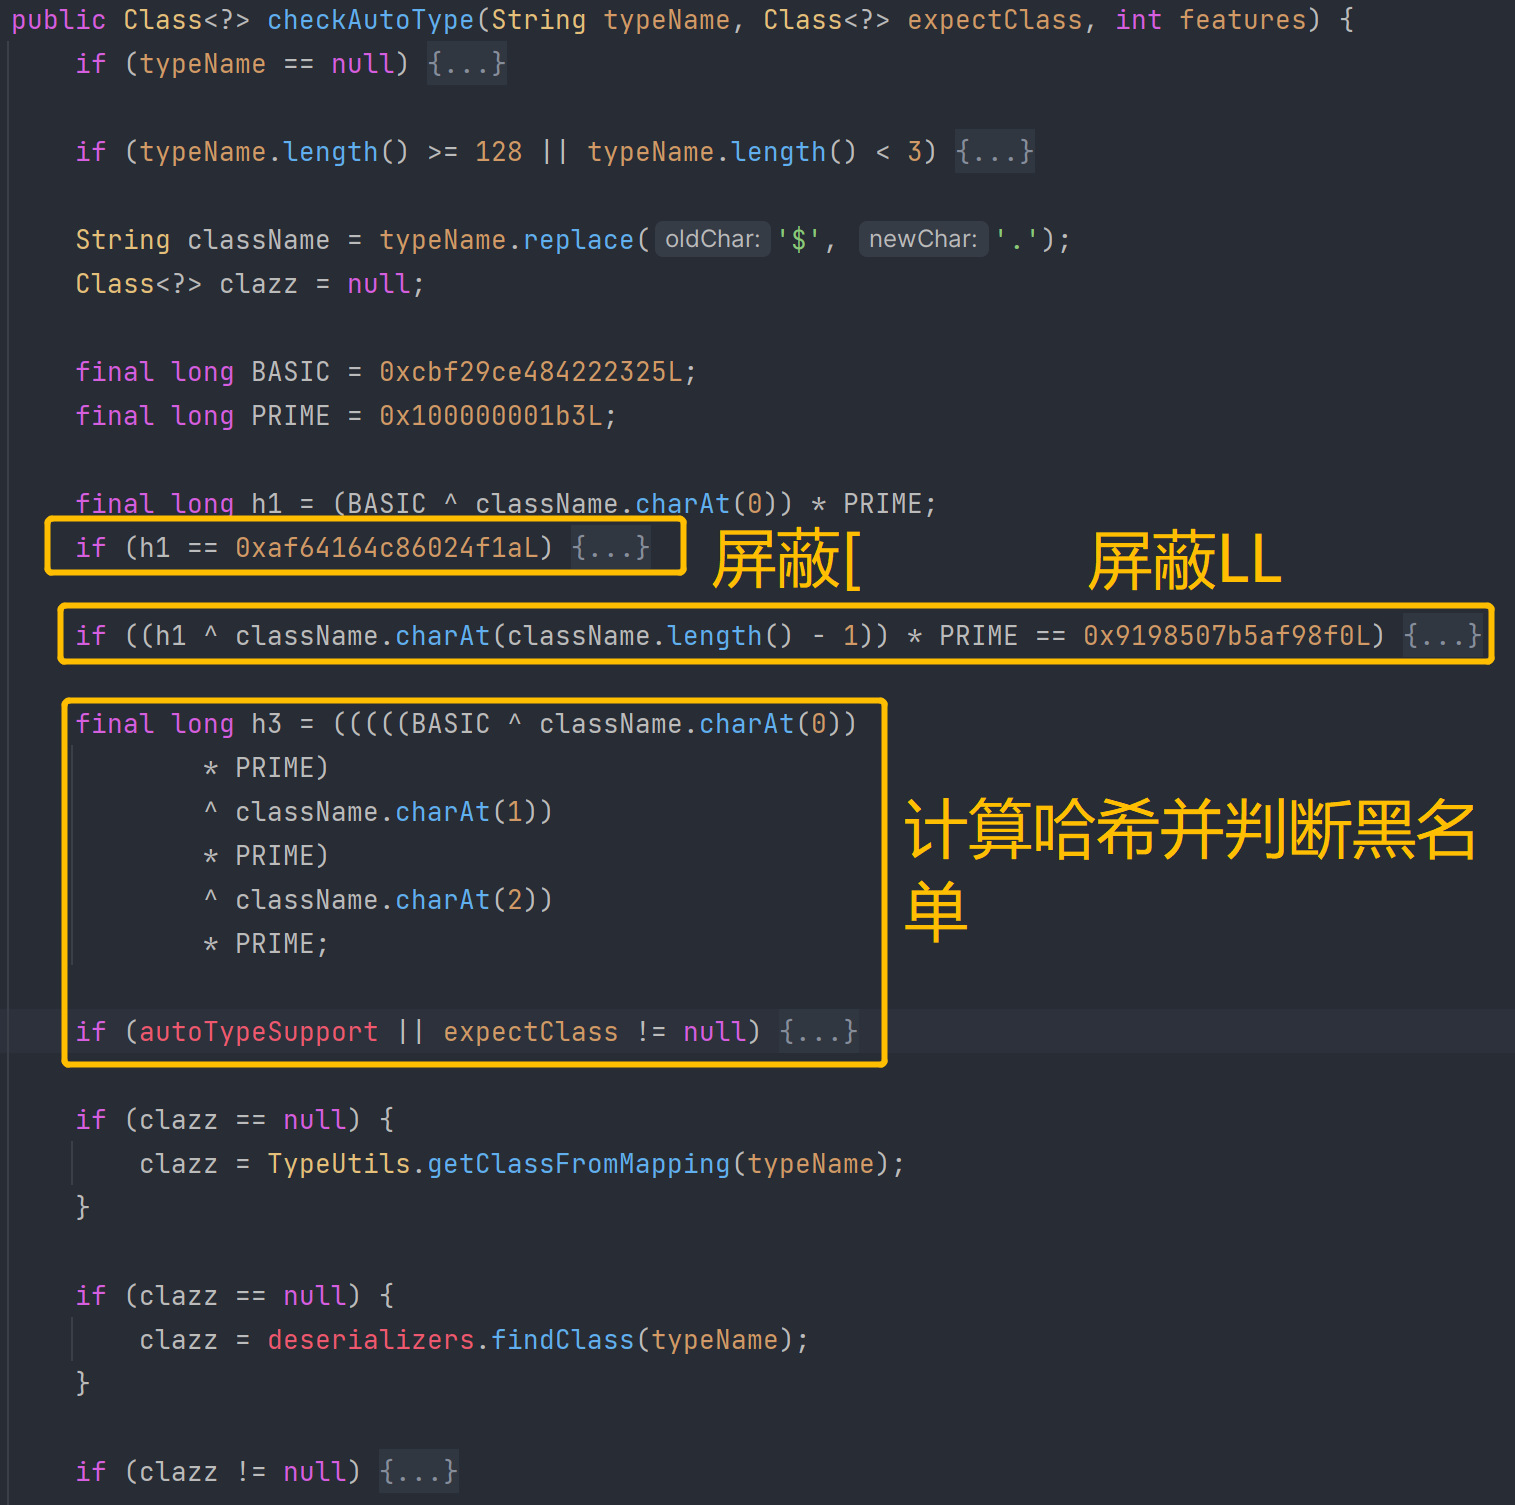 public Class<?> checkAutoType(String typeName, Class<?> expectClass, int features) {
if (typeName == null) {...}
if (typeName.length() >= 128 || typeName.length() < 3) {...}
String className = typeName.replace( oldChar: '$', newChar: '.');
Class<?> clazz = null;
final long BASIC = 0xcbf29ce484222325L;
final long PRIME = 0x100000001b3L;
final long h1 = (BASIC ^ className.charAt(0)) * PRIME;
if (h1 == 0xaf64164c86024f1aL) {...}
屏蔽[
屏蔽LL
if ((h1 ^ className.charAt(className.length() - 1)) * PRIME == 0x9198507b5af98f0L) {...}
final long h3 = (((((BASIC ^ className.charAt(0))
* PRIME)
^ className.charAt(1))
* PRIME)
^ className.charAt(2))
* PRIME;
计算哈希并判断黑名
单
if (autoTypeSupport || expectClass != null) {...}
if (clazz == null) {
clazz = TypeUtils.getClassFromMapping(typeName);
}
if (clazz == null) {
clazz = deserializers.findClass(typeName);
}
if (clazz != null) {...}